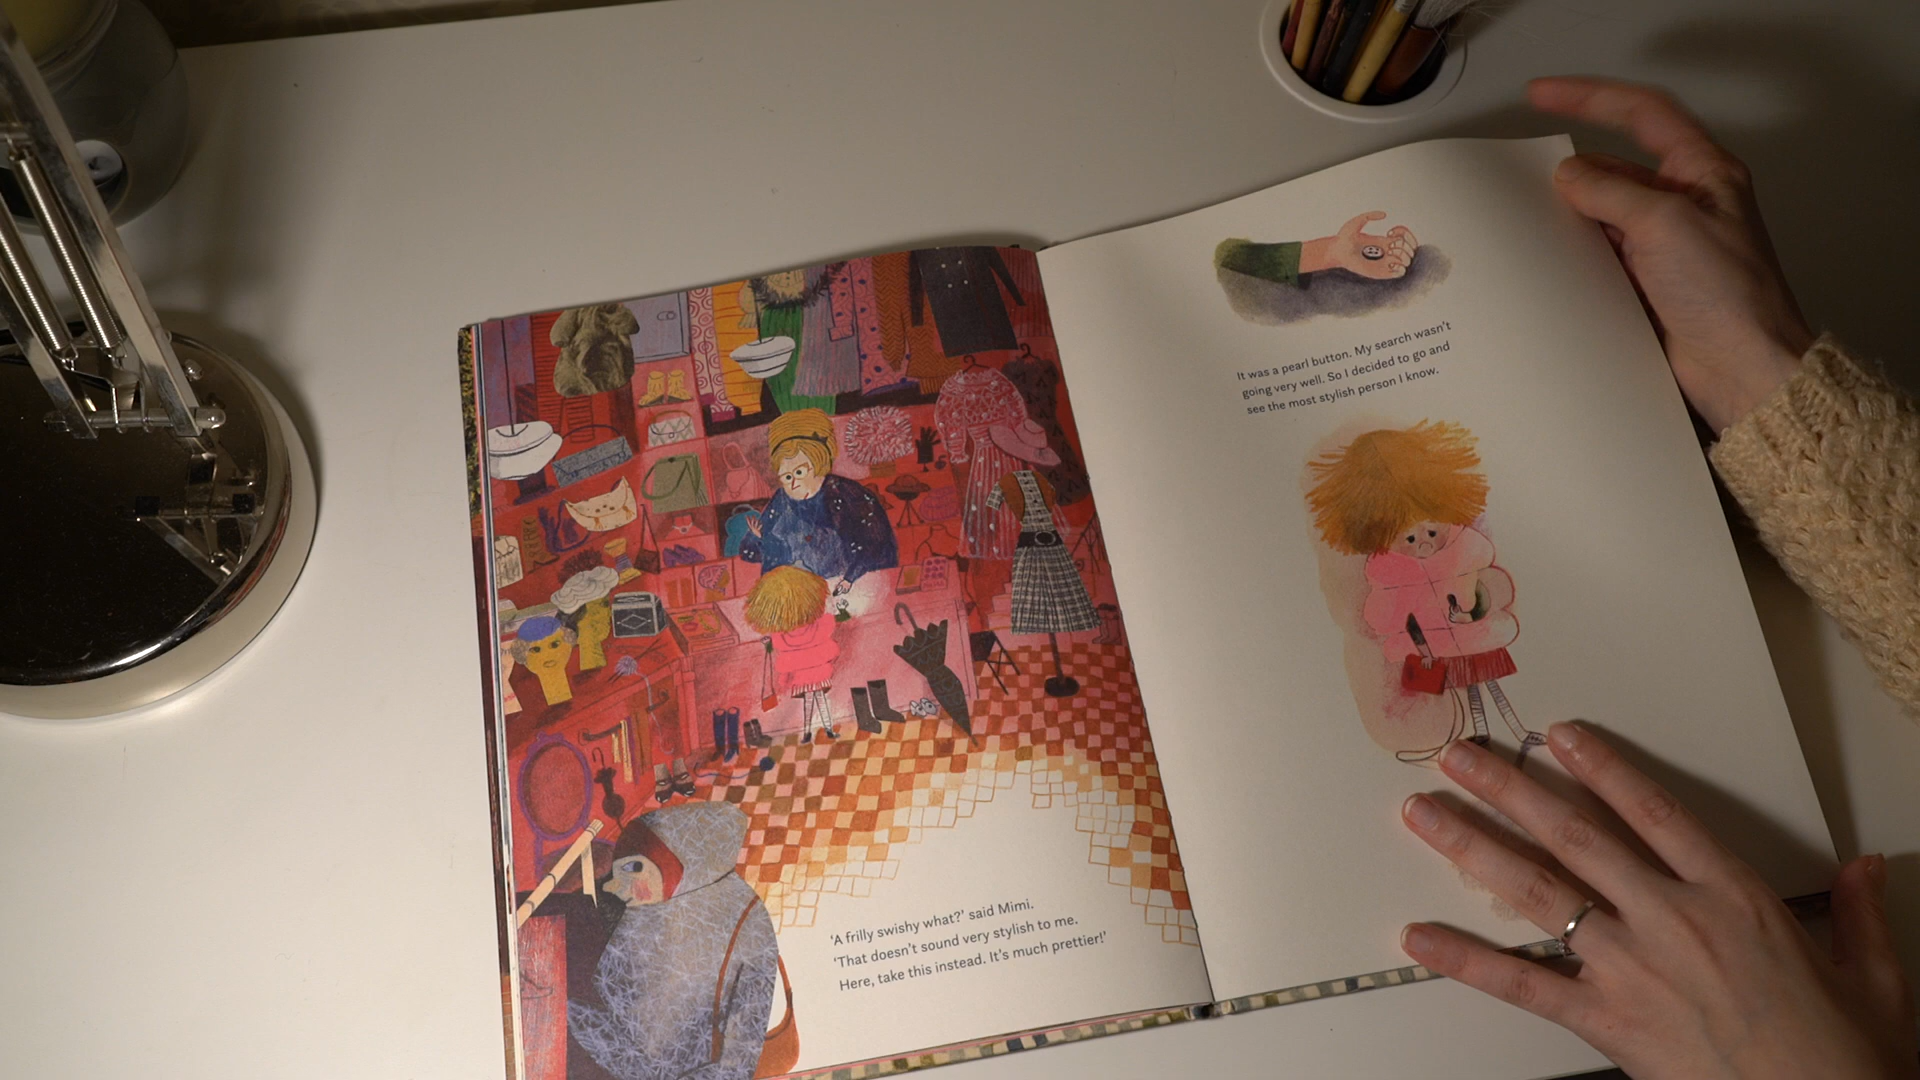 'A frilly swishy what?' said Mimi.
'That doesn't sound very stylish to me.
Here, take this instead. It's much prettier!'
It was a pearl button. My search wasn't
going very well. So I decided to go and
see the most stylish person I know.